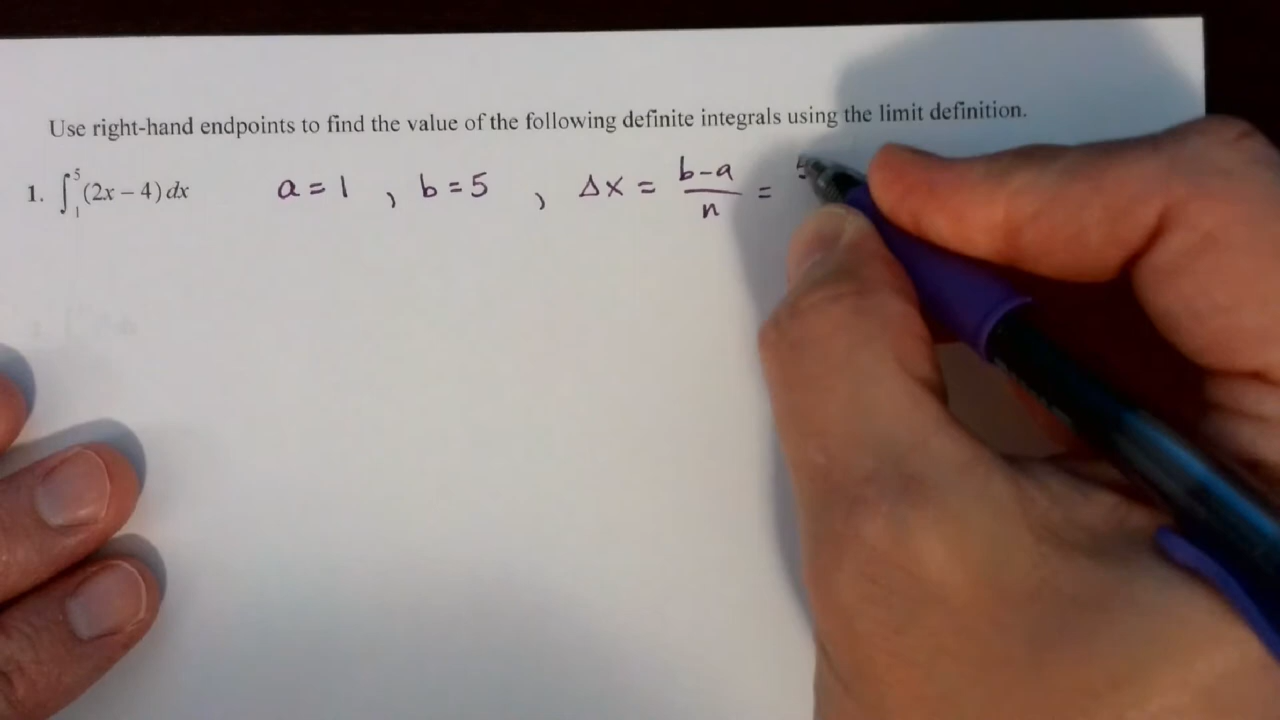 Use right-hand endpoints to find the value of the following definite integrals using the limit definition.
1. ∫₁⁵ (2x – 4) dx a = 1 , b = 5 , Δx = b-a/n = 5